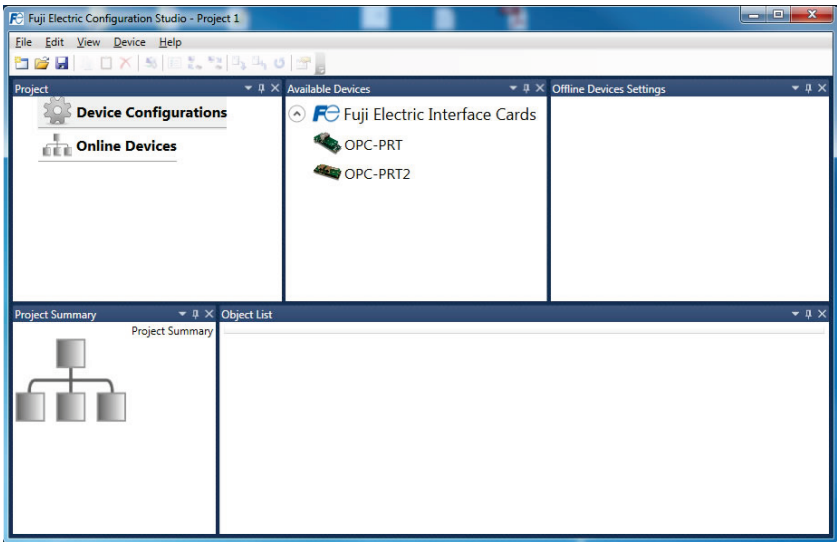 Fuji Electric Configuration Studio - Project 1
File Edit View Device Help
Project
Device Configurations
Online Devices
Available Devices
Fuji Electric Interface Cards
OPC-PRT
OPC-PRT2
Offline Devices Settings
Project Summary
Project Summary
Object List